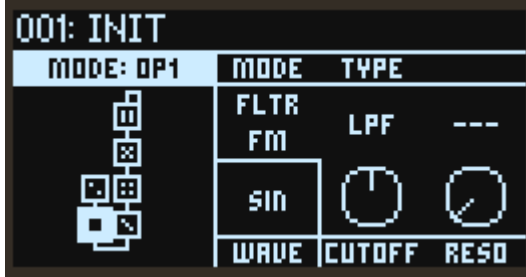 001: INIT
MODE: OP1
MODE TYPE
FLTR
FM
LPF ---
SIN
WAVE CUTOFF RESO